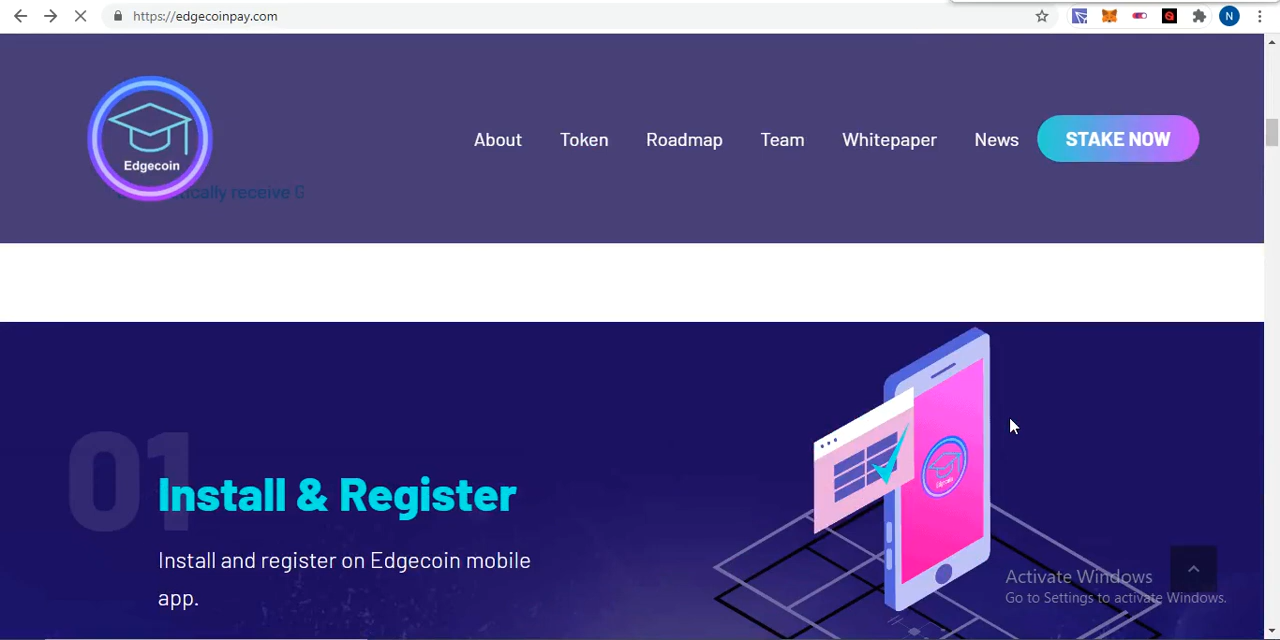 https://edgecoinpay.com
N
Edgecoin
About Token Roadmap Team Whitepaper News STAKE NOW
receive G
01
Install & Register
Install and register on Edgecoin mobile
app.
Activate Windows
Go to Settings to activate Windows.